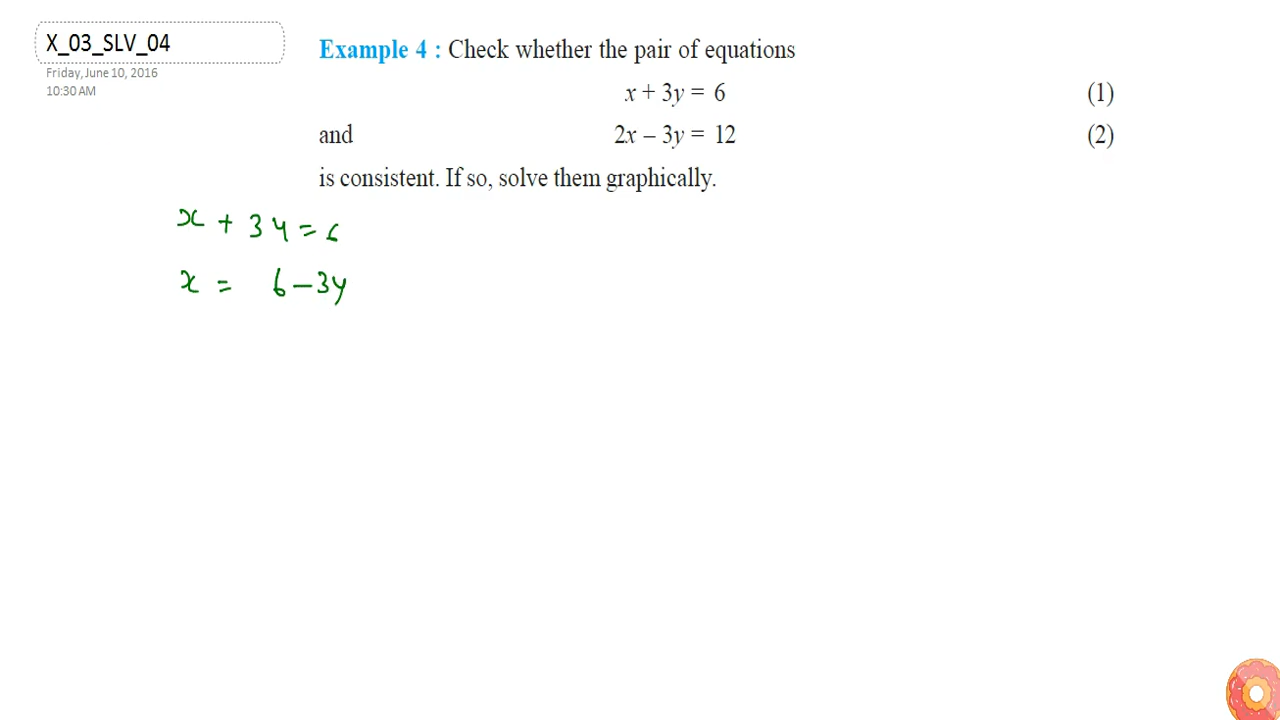 X_03_SLV_04
Friday, June 10, 2016
10:30 AM
Example 4 : Check whether the pair of equations
x + 3y = 6 (1)
and 2x – 3y = 12 (2)
is consistent. If so, solve them graphically.
x + 3y = 6
x = 6 – 3y